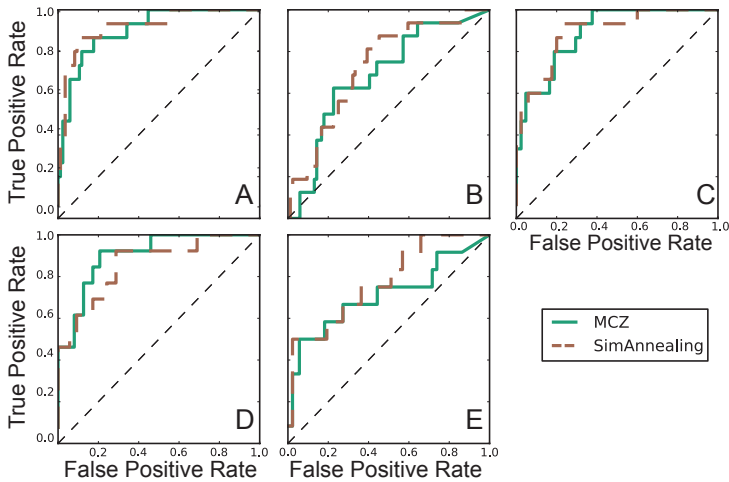 True Positive Rate
1.0
0.8
0.6
0.4
0.2
0.0
A
B
C
0.2 0.4 0.6 0.8 1.0
0.0
False Positive Rate
True Positive Rate
1.0
0.8
0.6
0.4
0.2
0.0
D
E
0.2 0.4 0.6 0.8 1.0
0.0 0.2 0.4 0.6 0.8 1.0
False Positive Rate
False Positive Rate
MCZ
SimAnnealing